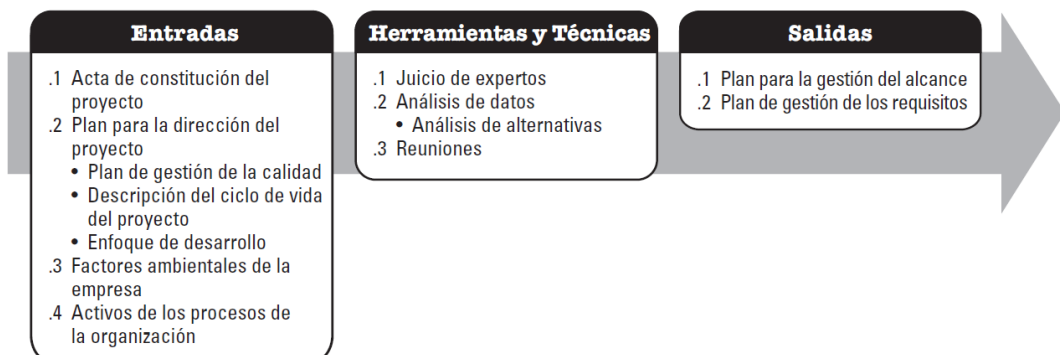 Entradas
.1 Acta de constitución del
proyecto
.2 Plan para la dirección del
proyecto
• Plan de gestión de la calidad
• Descripción del ciclo de vida
del proyecto
• Enfoque de desarrollo
.3 Factores ambientales de la
empresa
.4 Activos de los procesos de
la organización
Herramientas y Técnicas
.1 Juicio de expertos
.2 Análisis de datos
• Análisis de alternativas
.3 Reuniones
Salidas
.1 Plan para la gestión del alcance
.2 Plan de gestión de los requisitos